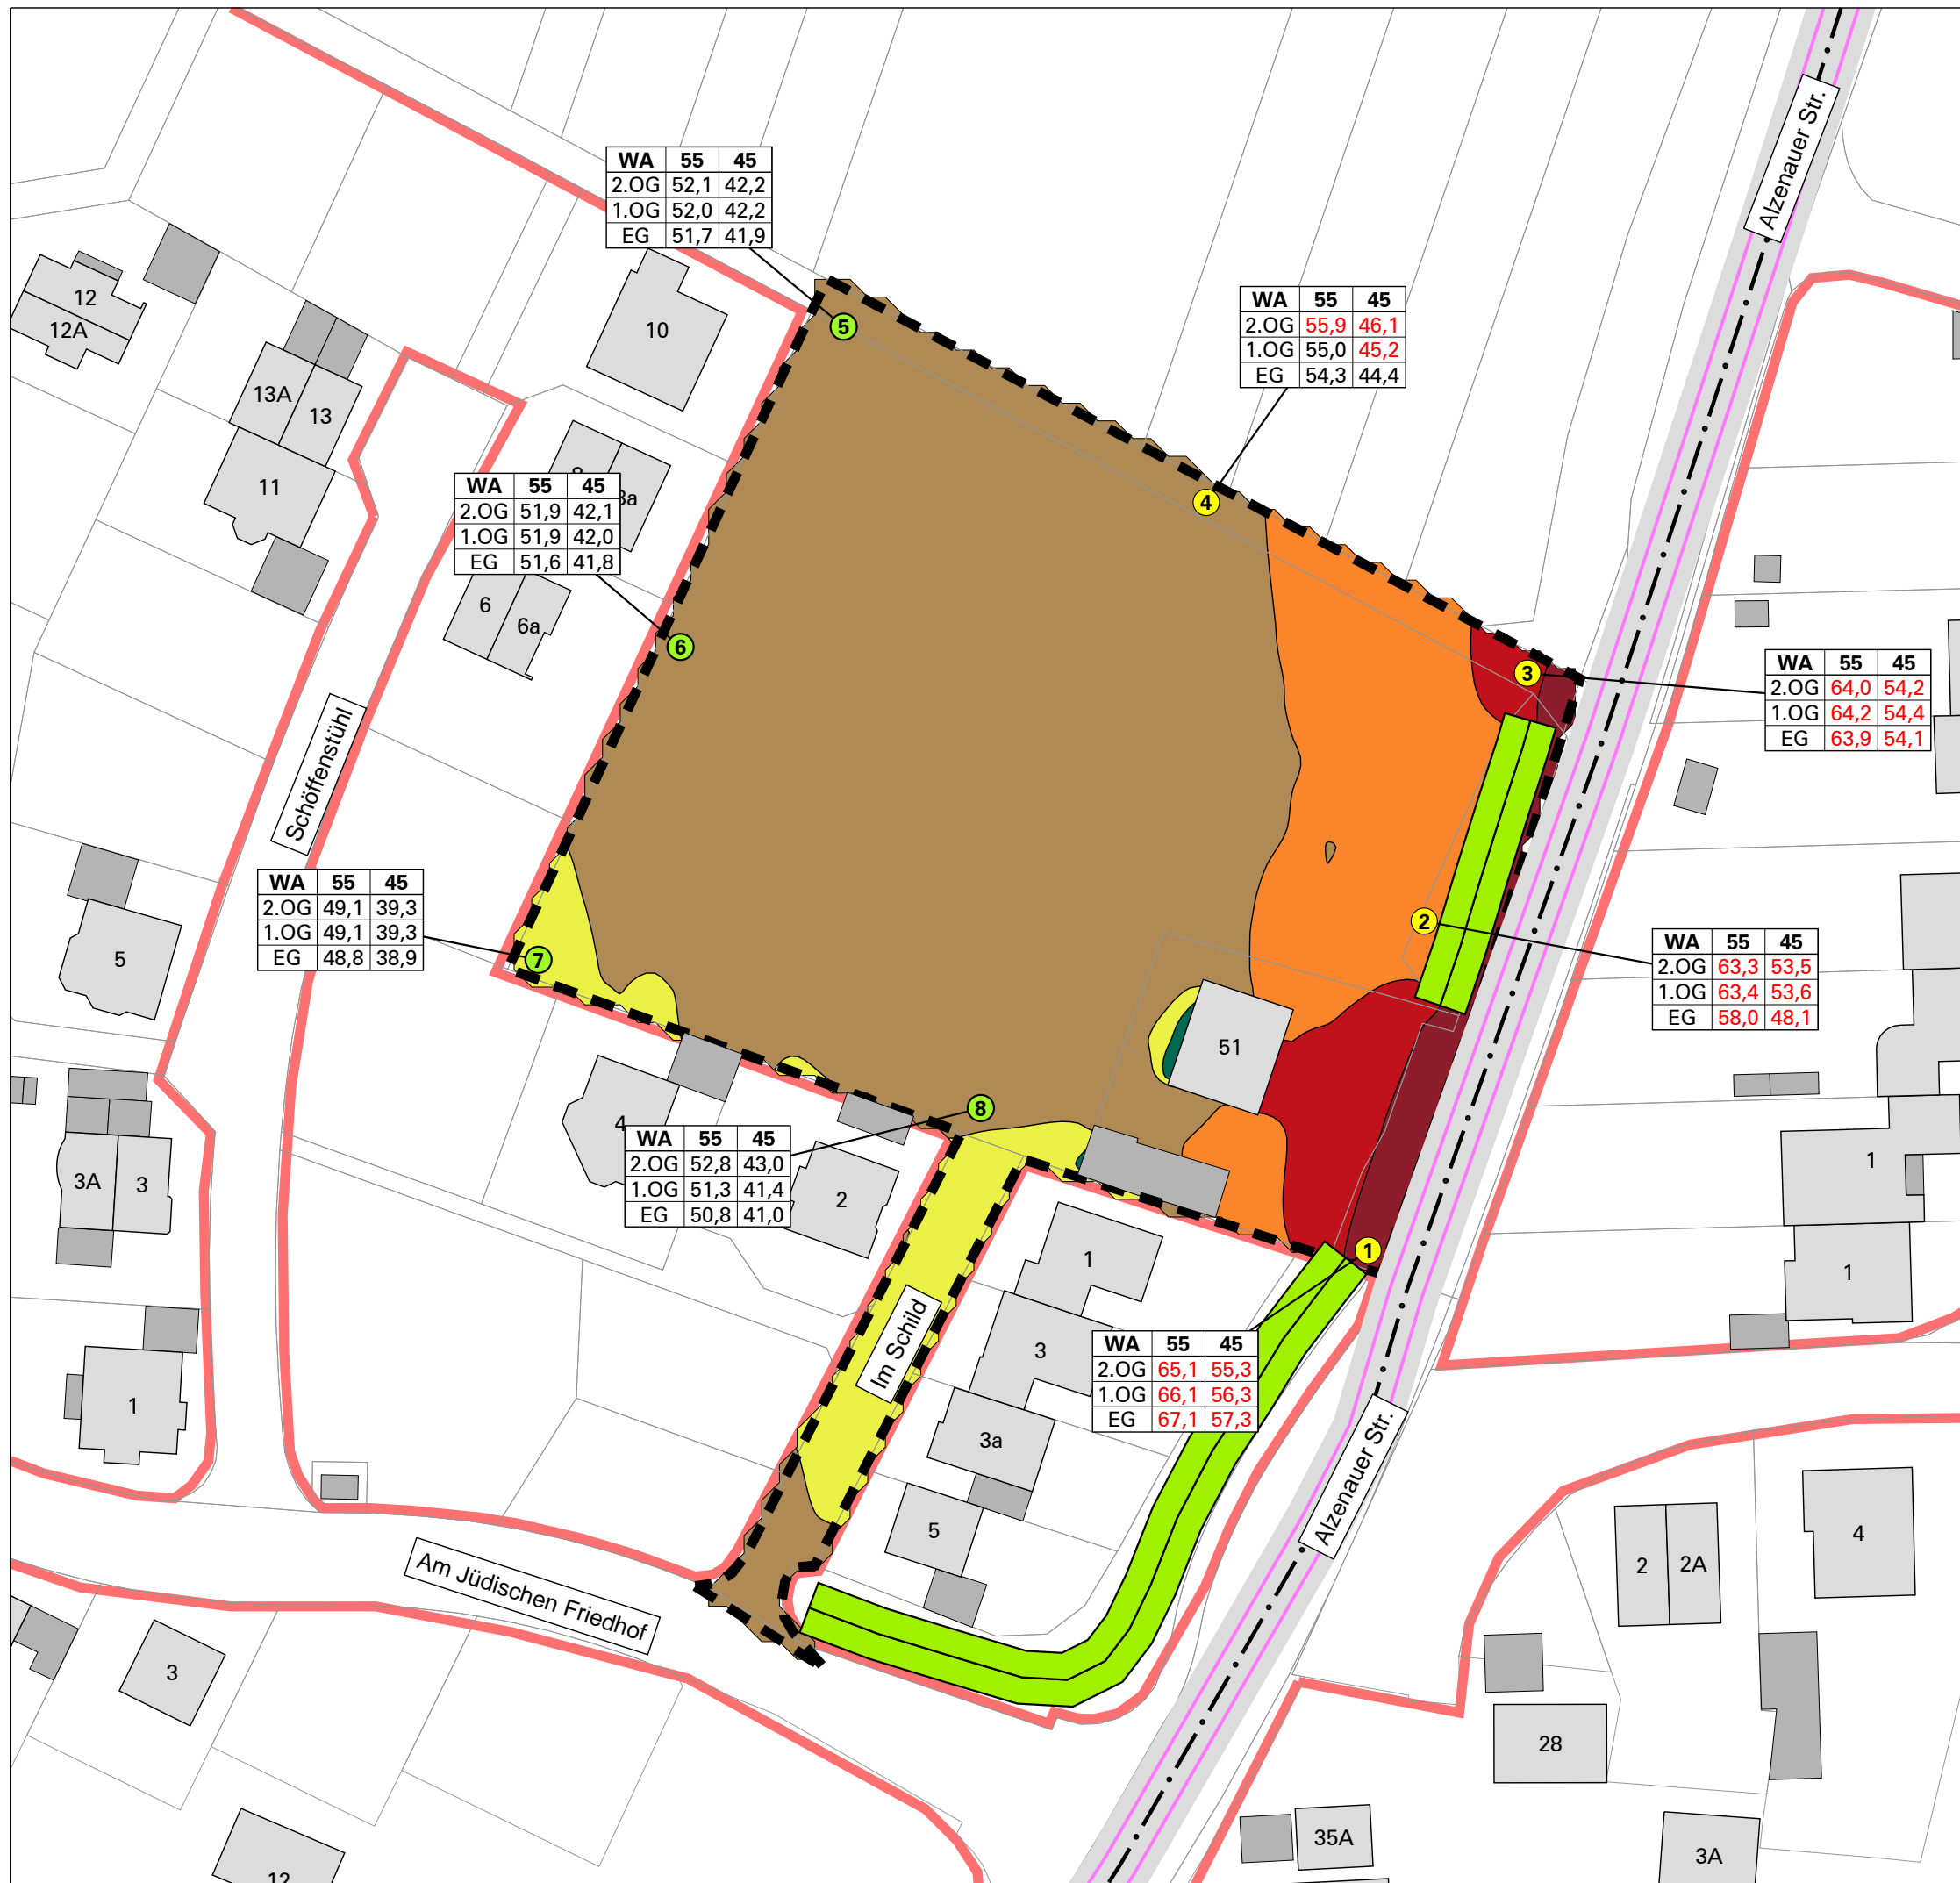 Alzenauer Str.
WA 55 45
2.OG 52,1 42,2
1.OG 52,0 42,2
EG 51,7 41,9
5
12
12A
10
13A
13
11
WA 55 45
2.OG 55,9 46,1
1.OG 55,0 45,2
EG 54,3 44,4
4
WA 55 45
2.OG 51,9 42,1
1.OG 51,9 42,0
EG 51,6 41,8
6
6a
6
3
WA 55 45
2.OG 64,0 54,2
1.OG 64,2 54,4
EG 63,9 54,1
Schöffenstühl
WA 55 45
2.OG 49,1 39,3
1.OG 49,1 39,3
EG 48,8 38,9
7
5
2
WA 55 45
2.OG 63,3 53,5
1.OG 63,4 53,6
EG 58,0 48,1
51
8
4
WA 55 45
2.OG 52,8 43,0
1.OG 51,3 41,4
EG 50,8 41,0
2
3A
3
1
1
1
1
Im Schild
3
WA 55 45
2.OG 65,1 55,3
1.OG 66,1 56,3
EG 67,1 57,3
1
3a
5
Alzenauer Str.
Am Jüdischen Friedhof
2
2A
4
3
28
35A
3A
12